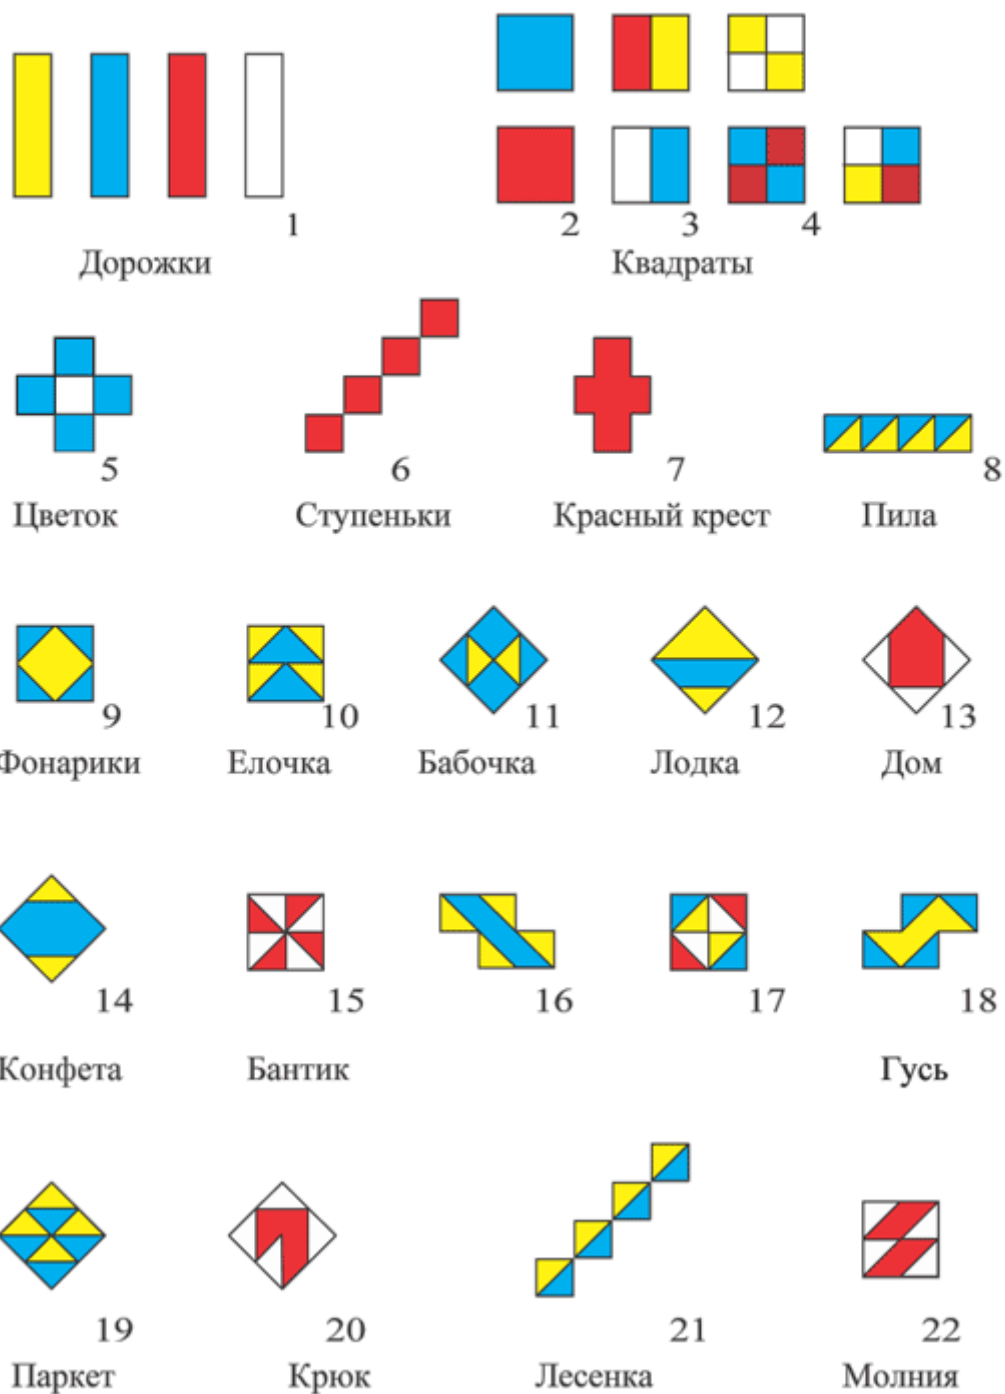 1
2 3 4
Дорожки Квадраты
5 6 7 8
Цветок Ступеньки Красный крест Пила
9 10 11 12 13
Фонарики Елочка Бабочка Лодка Дом
14 15 16 17 18
Конфета Бантик Гусь
19 20 21 22
Паркет Крюк Лесенка Молния